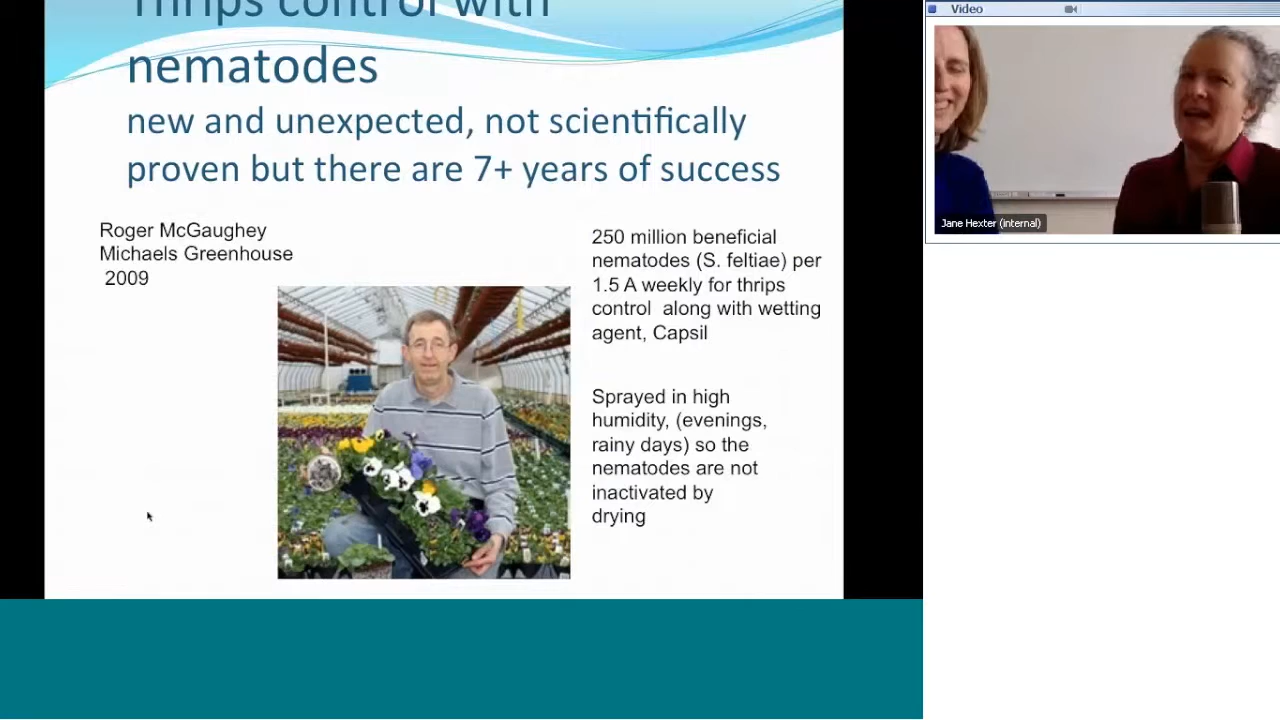 Thrips control with
nematodes
new and unexpected, not scientifically
proven but there are 7+ years of success
Roger McGaughey
Michaels Greenhouse
2009
250 million beneficial
nematodes (S. feltiae) per
1.5 A weekly for thrips
control along with wetting
agent, Capsil
Sprayed in high
humidity, (evenings,
rainy days) so the
nematodes are not
inactivated by
drying
Video
Jane Hexter (internal)